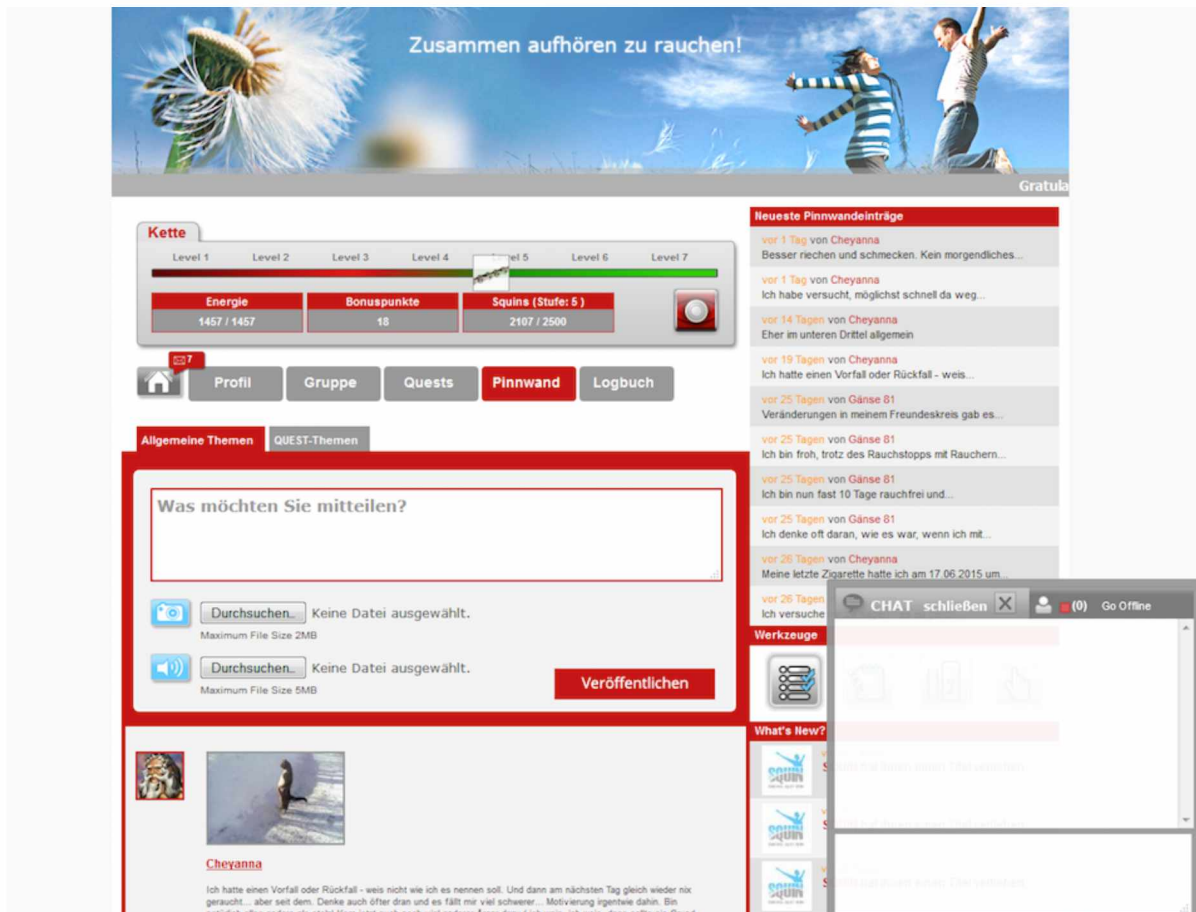 Zusammen aufhören zu rauchen!
Gratula
Kette
Level 1 Level 2 Level 3 Level 4 el 5 Level 6 Level 7
Energie Bonuspunkte Squins (Stufe: 5 )
1457 / 1457 18 2107 / 2500
7
Profil Gruppe Quests Pinnwand Logbuch
Allgemeine Themen QUEST-Themen
Was möchten Sie mitteilen?
Durchsuchen.. Keine Datei ausgewählt.
Maximum File Size 2MB
Durchsuchen.. Keine Datei ausgewählt.
Maximum File Size 5MB
Veröffentlichen
Cheyanna
Ich hatte einen Vorfall oder Rückfall - weis nicht wie ich es nennen soll. Und dann am nächsten Tag gleich wieder nix
geraucht... aber seit dem. Denke auch öfter dran und es fällt mir viel schwerer... Motivierung irgentwie dahin. Bin
Neueste Pinnwandeinträge
vor 1 Tag von Cheyanna
Besser riechen und schmecken. Kein morgendliches...
vor 1 Tag von Cheyanna
Ich habe versucht, möglichst schnell da weg...
vor 14 Tagen von Cheyanna
Eher im unteren Drittel allgemein
vor 19 Tagen von Cheyanna
Ich hatte einen Vorfall oder Rückfall - weis...
vor 25 Tagen von Gänse 81
Veränderungen in meinem Freundeskreis gab es...
vor 25 Tagen von Gänse 81
Ich bin froh, trotz des Rauchstopps mit Rauchern...
vor 25 Tagen von Gänse 81
Ich bin nun fast 10 Tage rauchfrei und...
vor 25 Tagen von Gänse 81
Ich denke oft daran, wie es war, wenn ich mit...
vor 26 Tagen von Cheyanna
Meine letzte Zigarette hatte ich am 17.06.2015 um...
vor 26 Tagen
Ich versuche
Werkzeuge
What's New?
SQUIN
SQUIN
SQUIN
CHAT schließen X (0) Go Offline